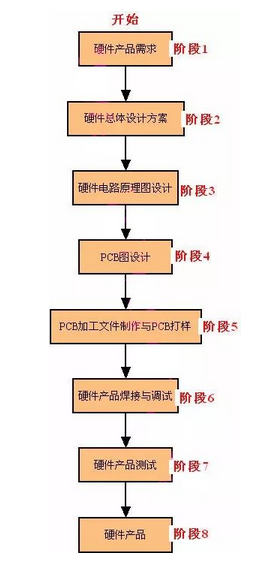 开始
硬件产品需求 阶段1
硬件总体设计方案 阶段2
硬件电路原理图设计 阶段3
PCB图设计 阶段4
PCB加工文件制作与PCB打样 阶段5
硬件产品焊接与调试 阶段6
硬件产品测试 阶段7
硬件产品 阶段8